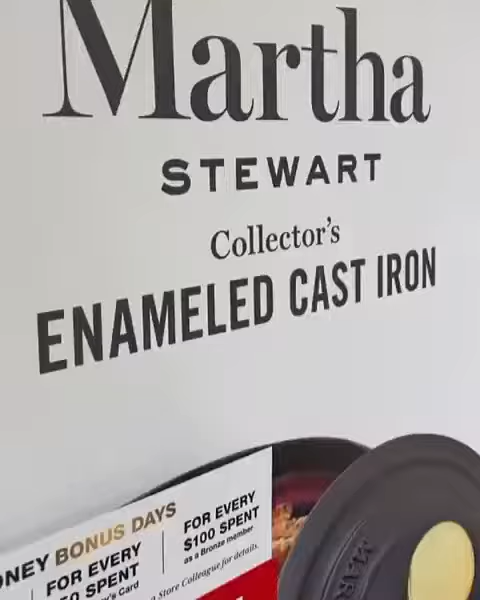 Martha
STEWART
Collector's
ENAMELED CAST IRON
BONUS DAYS
FOR EVERY
$100 SPENT
as a Bronze member
FOR EVERY
SPENT
Card
Store Colleague for details.